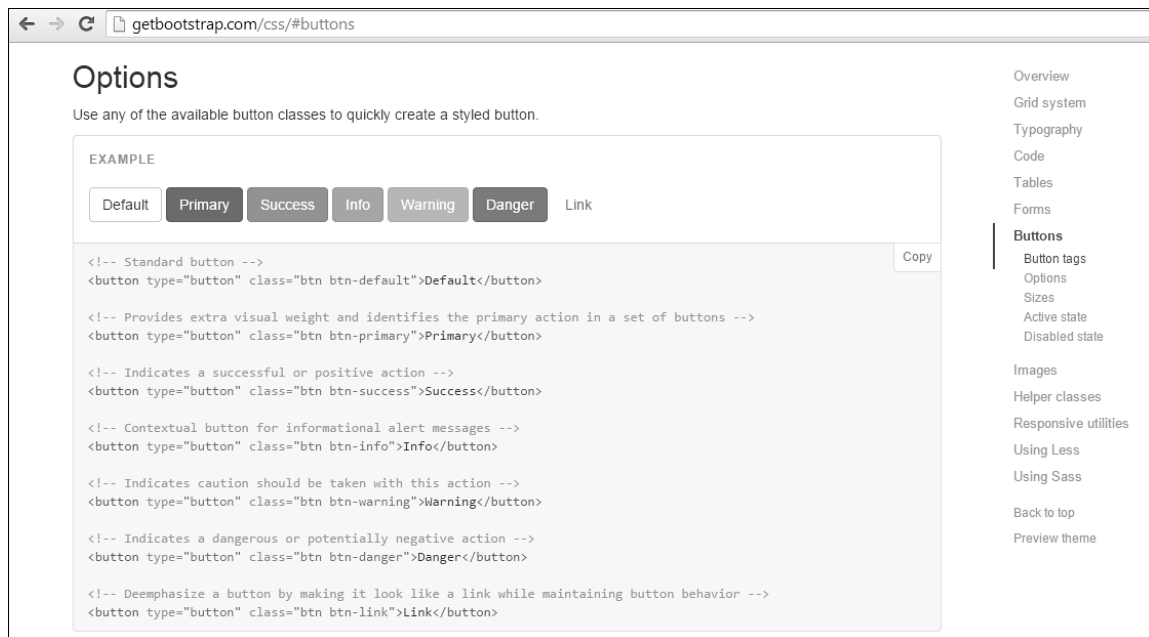 getbootstrap.com/css/#buttons
Options
Use any of the available button classes to quickly create a styled button.
EXAMPLE
Default Primary Success Info Warning Danger Link
Copy
<!-- Standard button -->
<button type="button" class="btn btn-default">Default</button>
<!-- Provides extra visual weight and identifies the primary action in a set of buttons -->
<button type="button" class="btn btn-primary">Primary</button>
<!-- Indicates a successful or positive action -->
<button type="button" class="btn btn-success">Success</button>
<!-- Contextual button for informational alert messages -->
<button type="button" class="btn btn-info">Info</button>
<!-- Indicates caution should be taken with this action -->
<button type="button" class="btn btn-warning">Warning</button>
<!-- Indicates a dangerous or potentially negative action -->
<button type="button" class="btn btn-danger">Danger</button>
<!-- Deemphasize a button by making it look like a link while maintaining button behavior -->
<button type="button" class="btn btn-link">Link</button>
Overview
Grid system
Typography
Code
Tables
Forms
Buttons
Button tags
Options
Sizes
Active state
Disabled state
Images
Helper classes
Responsive utilities
Using Less
Using Sass
Back to top
Preview theme